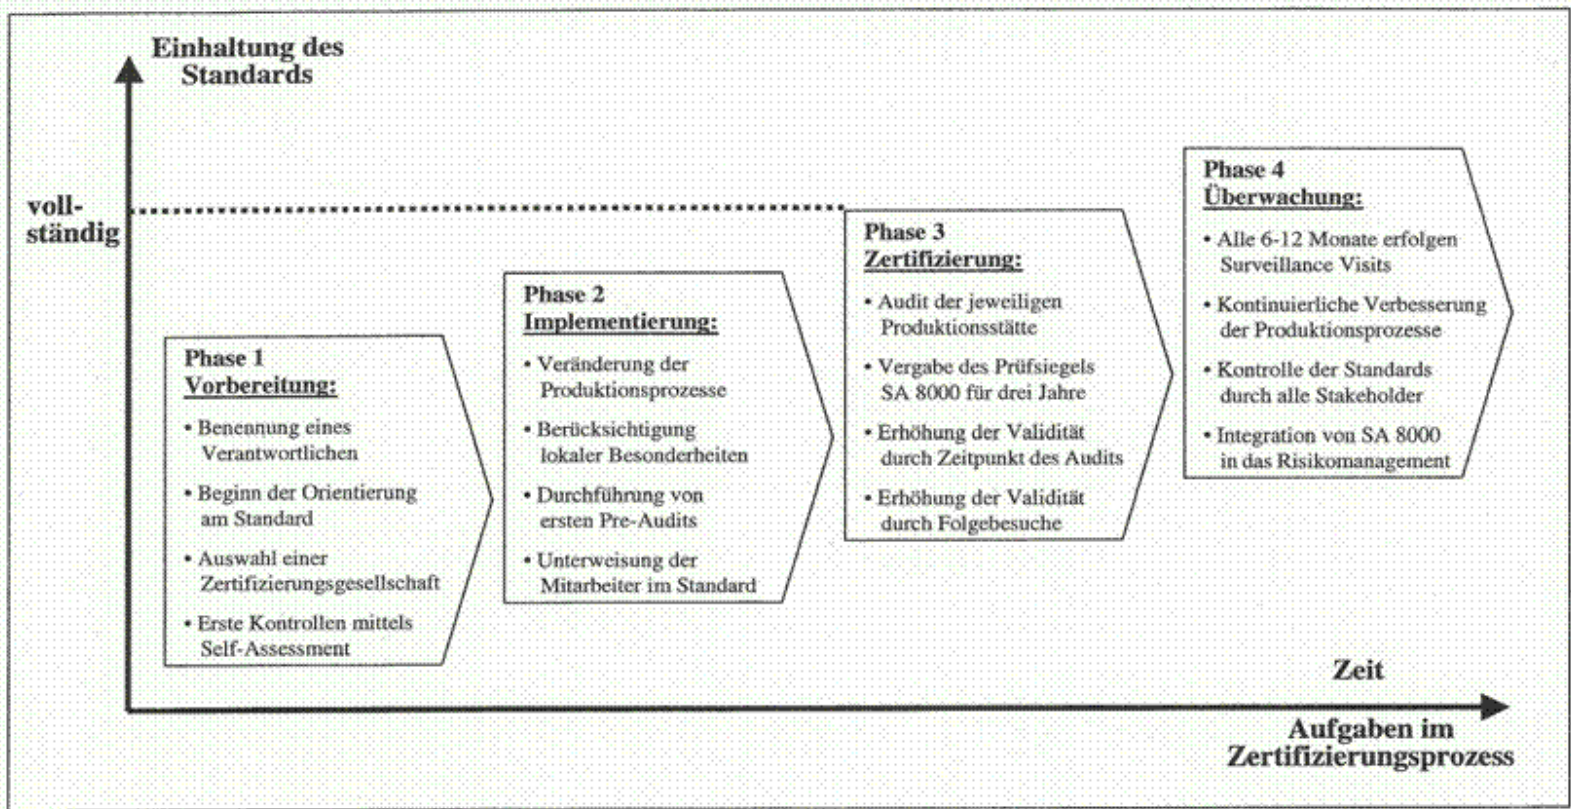 Einhaltung des
Standards
voll-
ständig
Phase 1
Vorbereitung:
• Benennung eines
Verantwortlichen
• Beginn der Orientierung
am Standard
• Auswahl einer
Zertifizierungsgesellschaft
• Erste Kontrollen mittels
Self-Assessment
Phase 2
Implementierung:
• Veränderung der
Produktionsprozesse
• Berücksichtigung
lokaler Besonderheiten
• Durchführung von
ersten Pre-Audits
• Unterweisung der
Mitarbeiter im Standard
Phase 3
Zertifizierung:
• Audit der jeweiligen
Produktionsstätte
• Vergabe des Prüfsiegels
SA 8000 für drei Jahre
• Erhöhung der Validität
durch Zeitpunkt des Audits
• Erhöhung der Validität
durch Folgebesuche
Phase 4
Überwachung:
• Alle 6-12 Monate erfolgen
Surveillance Visits
• Kontinuierliche Verbesserung
der Produktionsprozesse
• Kontrolle der Standards
durch alle Stakeholder
• Integration von SA 8000
in das Risikomanagement
Zeit
Aufgaben im
Zertifizierungsprozess